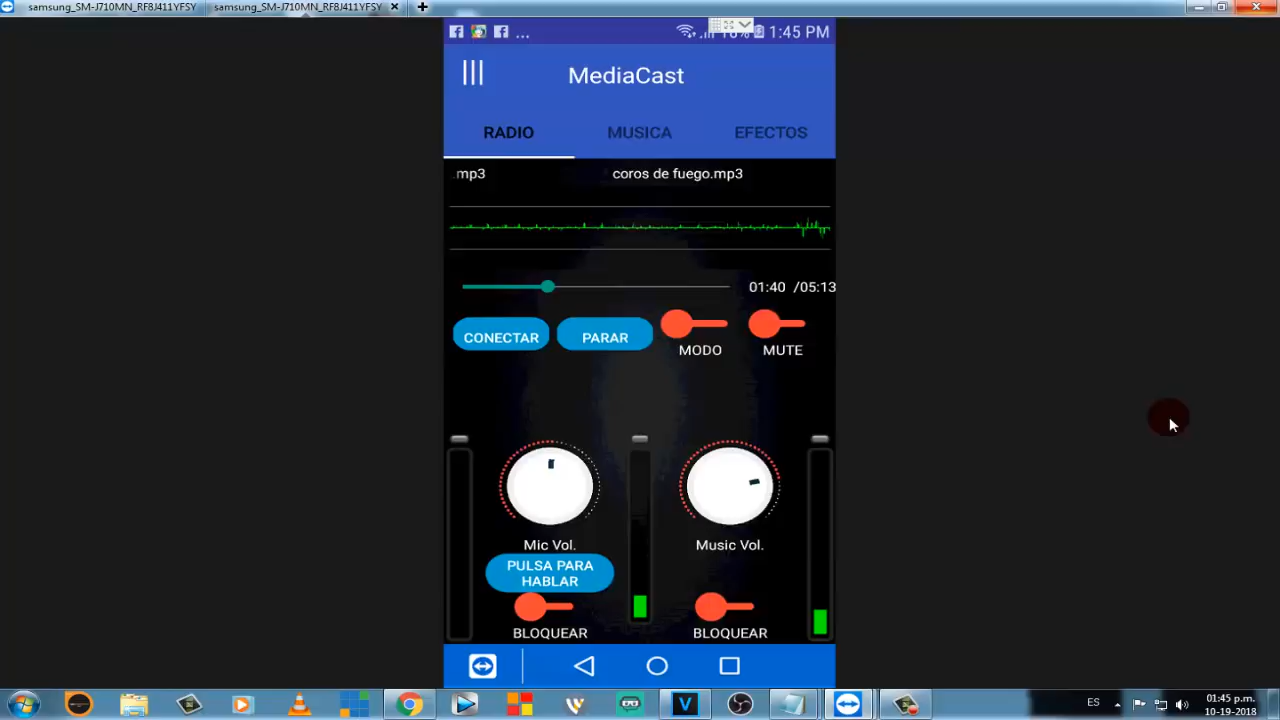 samsung_SM-J710MN_RF8J411YFSY
samsung_SM-J710MN_RF8J411YFSY
... 1:45 PM
MediaCast
RADIO MUSICA EFECTOS
.mp3 coros de fuego.mp3
01:40 /05:13
CONECTAR PARAR
MODO MUTE
Mic Vol. Music Vol.
PULSA PARA
HABLAR
BLOQUEAR BLOQUEAR
ES 01:45 p.m.
10-19-2018